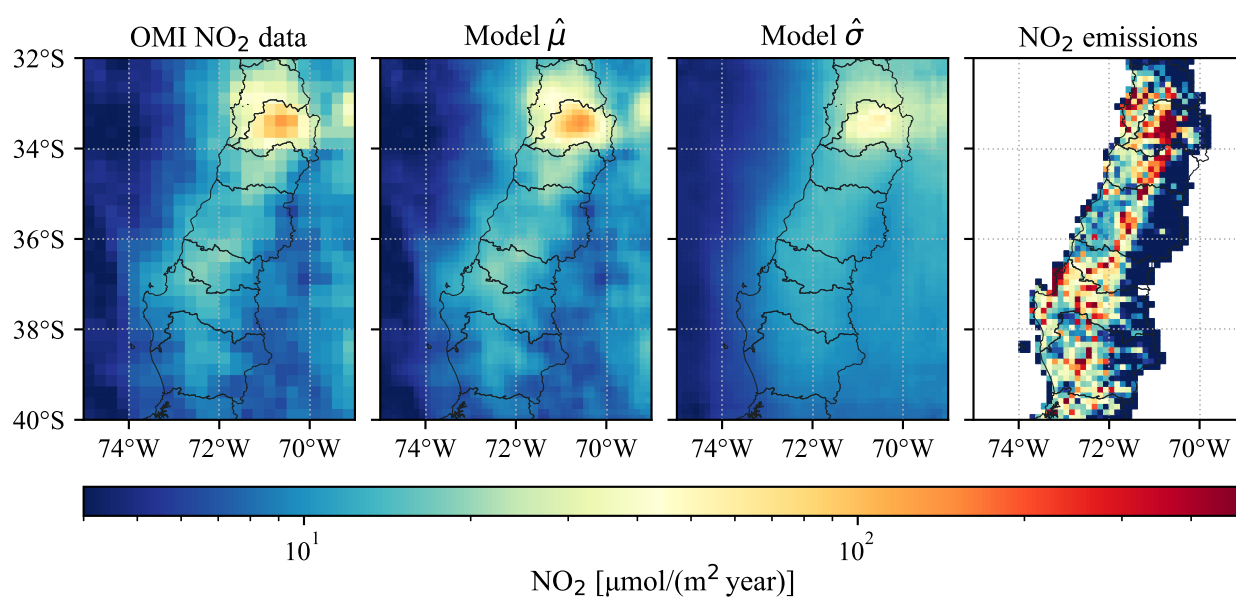 OMI NO₂ data Model μ̂ Model σ̂ NO₂ emissions
32°S
34°S
36°S
38°S
40°S
74°W 72°W 70°W 74°W 72°W 70°W 74°W 72°W 70°W 74°W 72°W 70°W
10¹ 10²
NO₂ [μmol/(m² year)]